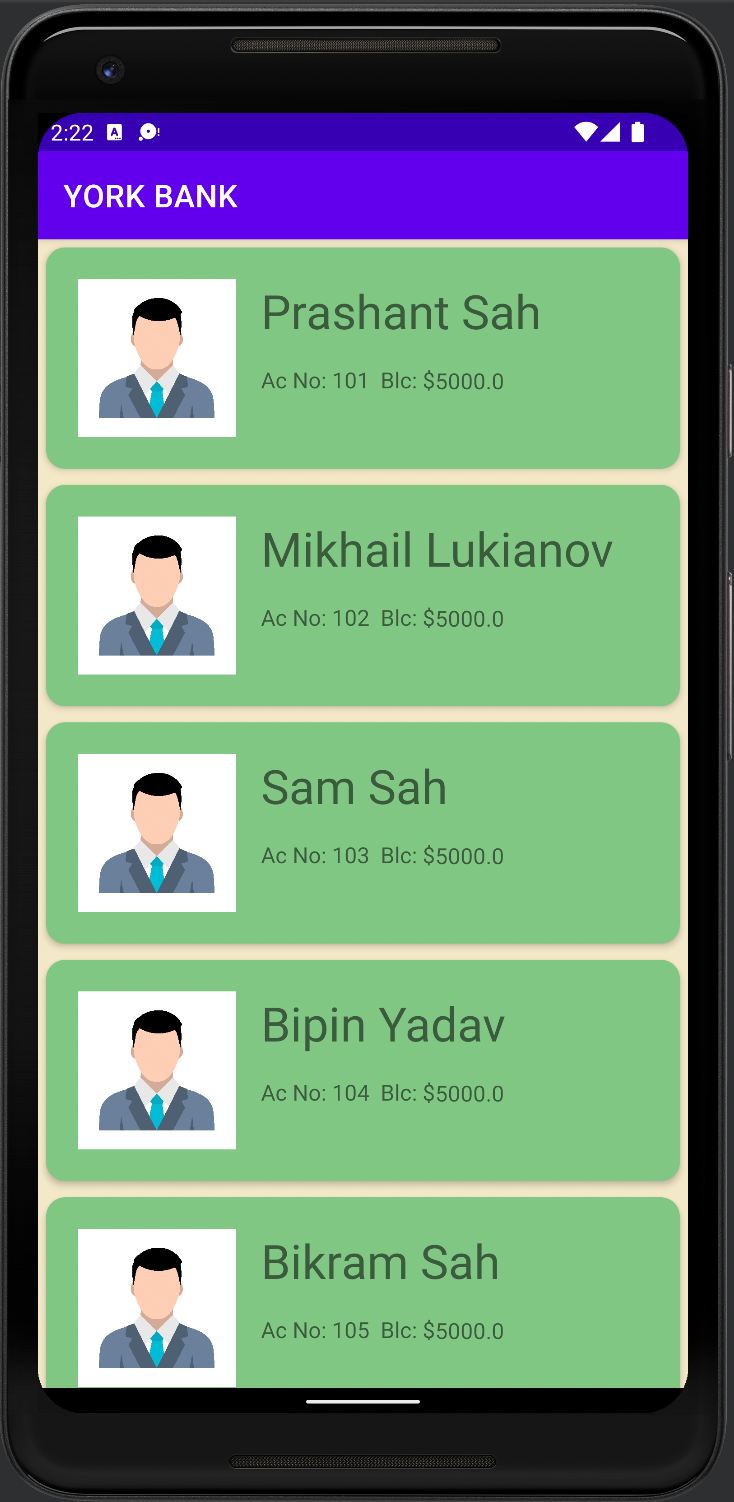 2:22
YORK BANK
Prashant Sah
Ac No: 101 Blc: $5000.0
Mikhail Lukianov
Ac No: 102 Blc: $5000.0
Sam Sah
Ac No: 103 Blc: $5000.0
Bipin Yadav
Ac No: 104 Blc: $5000.0
Bikram Sah
Ac No: 105 Blc: $5000.0